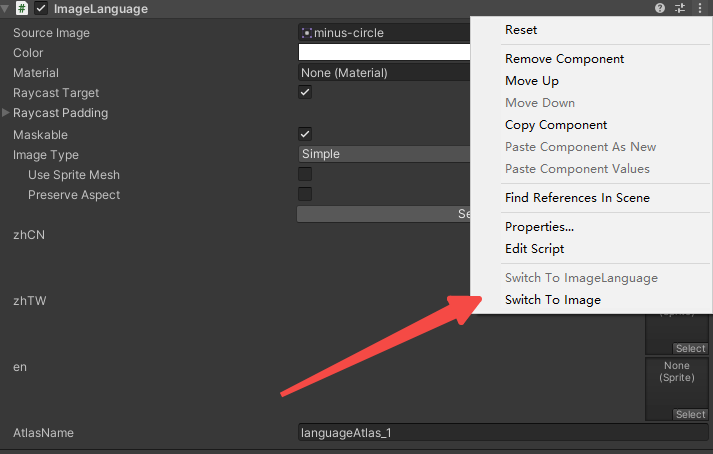 ImageLanguage
Source Image
minus-circle
Reset
Color
Remove Component
Material
None (Material)
Move Up
Raycast Target
Move Down
Raycast Padding
Copy Component
Maskable
Paste Component As New
Image Type
Simple
Paste Component Values
Use Sprite Mesh
Preserve Aspect
Find References In Scene
Se
zhCN
Properties...
Edit Script
Switch To ImageLanguage
zhTW
Switch To Image
(Sprite)
Select
en
None
(Sprite)
Select
AtlasName
languageAtlas_1